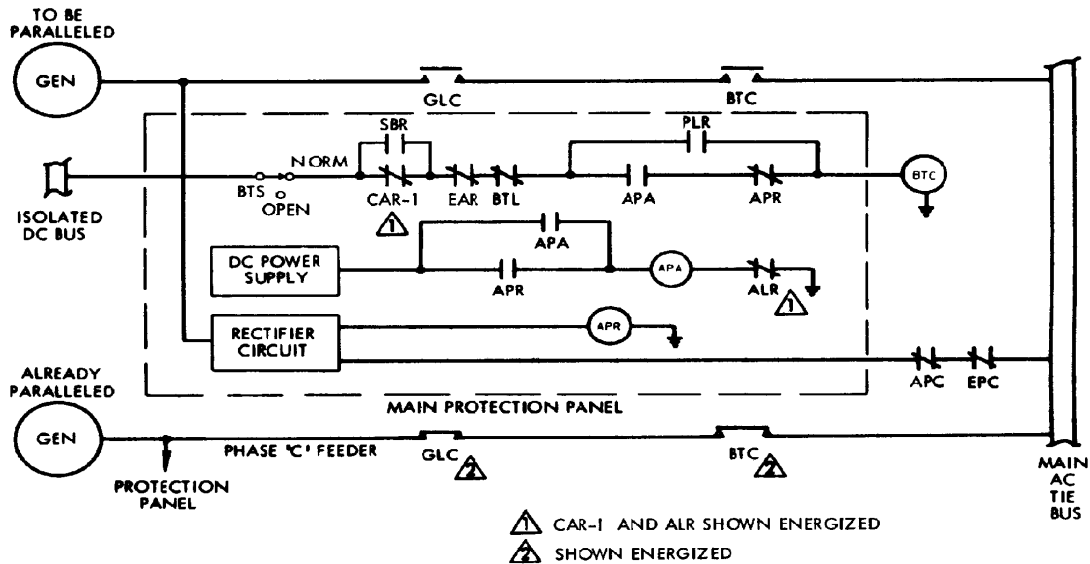 TO BE
PARALLELED
GEN
GLC
BTC
SBR
PLR
NORM
BTS
OPEN
CAR-1
1
EAR
BTL
APA
APR
BTC
ISOLATED
DC BUS
APA
DC POWER
SUPPLY
APR
APA
ALR
1
RECTIFIER
CIRCUIT
APR
APC
EPC
ALREADY
PARALLELED
MAIN PROTECTION PANEL
GEN
PHASE "C" FEEDER
GLC
2
BTC
2
PROTECTION
PANEL
MAIN
AC
TIE
BUS
1 CAR-1 AND ALR SHOWN ENERGIZED
2 SHOWN ENERGIZED